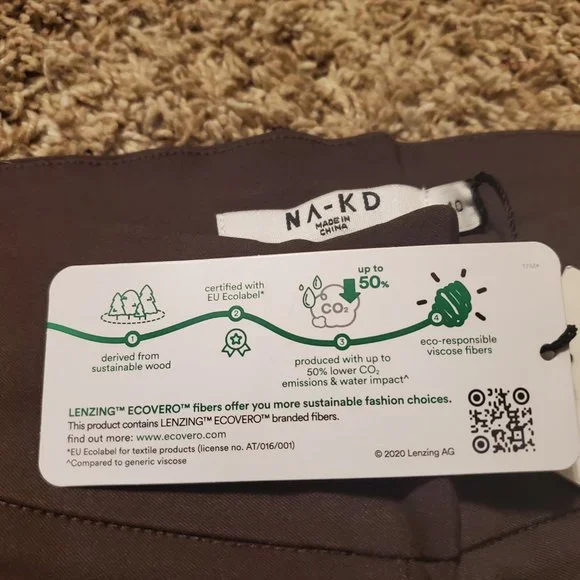 NA-KD
MADE IN
CHINA
40
certified with
EU Ecolabel*
up to
50%
CO₂
1
2
3
4
derived from
sustainable wood
produced with up to
50% lower CO₂
emissions & water impact^
eco-responsible
viscose fibers
LENZING™ ECOVERO™ fibers offer you more sustainable fashion choices.
This product contains LENZING™ ECOVERO™ branded fibers.
find out more: www.ecovero.com
*EU Ecolabel for textile products (license no. AT/016/001)
^Compared to generic viscose
© 2020 Lenzing AG